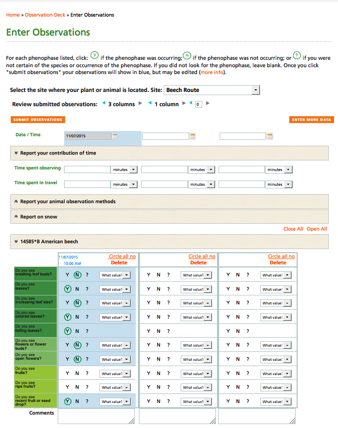 Home » Observation Deck » Enter Observations
Enter Observations
For each phenophase listed, click: Y if the phenophase was occurring; N if the phenophase was not occurring; or ? if you were
not certain of the species or occurrence of the phenophase. If you did not look for the phenophase, leave blank. Once you click
"submit observations" your observations will show in blue, but may be edited (more info).
Select the site where your plant or animal is located. Site: Beech Route
Review submitted observations: 3 column 1 column
SUBMIT OBSERVATIONS ENTER MORE DATA
Date / Time 11/07/2015
Report your contribution of time
Time spent observing minutes minutes minutes
Time spent in travel minutes minutes minutes
Report your animal observation methods
Report on snow
Close All Open All
14585*B American beech
11/07/2015 Circle all no Circle all no Circle all no
10:00 AM Delete Delete Delete
Do you see
breaking leaf buds? Y N ? What value? Y N ? What value? Y N ? What value?
Do you see
leaves? Y N ? What value? Y N ? What value? Y N ? What value?
Do you see
increasing leaf size? Y N ? What value? Y N ? What value? Y N ? What value?
Do you see
colored leaves? Y N ? What value? Y N ? What value? Y N ? What value?
Do you see
falling leaves? Y N ? Y N ? Y N ?
Do you see
flowers or flower
buds? Y N ? What value? Y N ? What value? Y N ? What value?
Do you see
open flowers? Y N ? What value? Y N ? What value? Y N ? What value?
Do you see
fruits? Y N ? What value? Y N ? What value? Y N ? What value?
Do you see
ripe fruits? Y N ? What value? Y N ? What value? Y N ? What value?
Do you see
recent fruit or seed
drop? Y N ? What value? Y N ? What value? Y N ? What value?
Comments